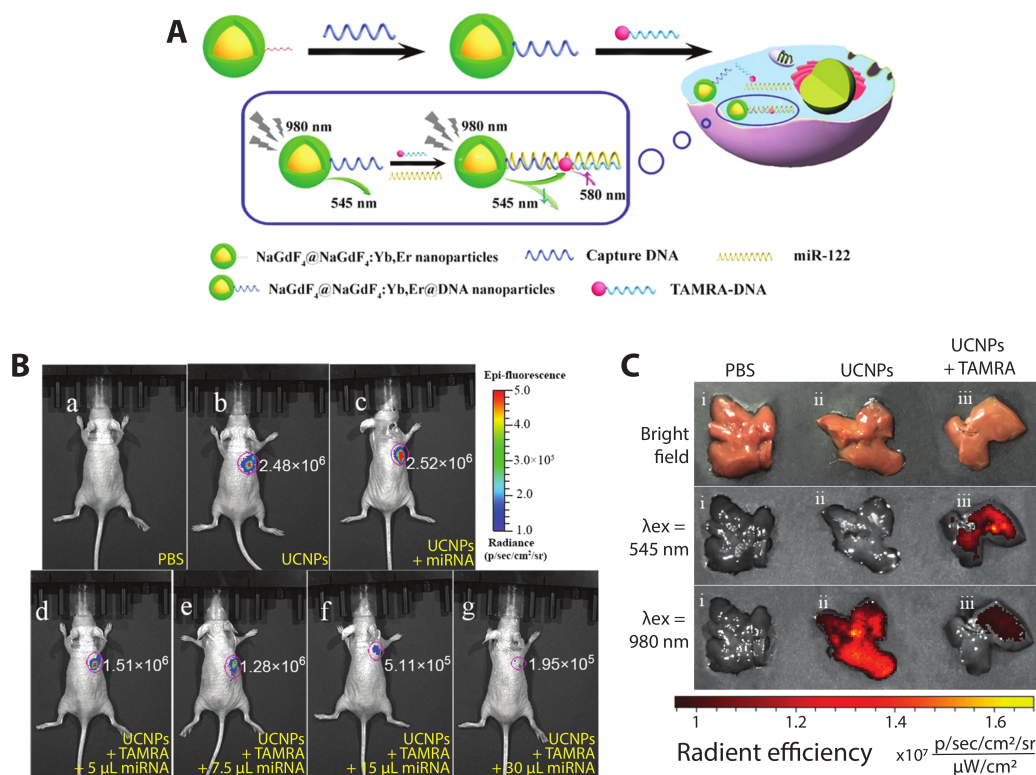 A
980 nm
545 nm
980 nm
545 nm
580 nm
NaGdF₄@NaGdF₄:Yb,Er nanoparticles
Capture DNA
miR-122
NaGdF₄@NaGdF₄:Yb,Er@DNA nanoparticles
TAMRA-DNA
B
a
PBS
b
2.48×10⁶
UCNPs
c
2.52×10⁶
UCNPs
+ miRNA
Epi-fluorescence
5.0
4.0
3.0×10⁵
2.0
1.0
Radiance
(p/sec/cm²/sr)
d
1.51×10⁶
UCNPs
+ TAMRA
+ 5 µL miRNA
e
1.28×10⁶
UCNPs
+ TAMRA
+ 7.5 µL miRNA
f
5.11×10⁵
UCNPs
+ TAMRA
+ 15 µL miRNA
g
1.95×10⁵
UCNPs
+ TAMRA
+ 30 µL miRNA
C
PBS
UCNPs
UCNPs
+ TAMRA
Bright
field
i
ii
iii
λex =
545 nm
i
ii
iii
λex =
980 nm
i
ii
iii
1 1.2 1.4 1.6
Radient efficiency x10⁷ p/sec/cm²/sr
µW/cm²